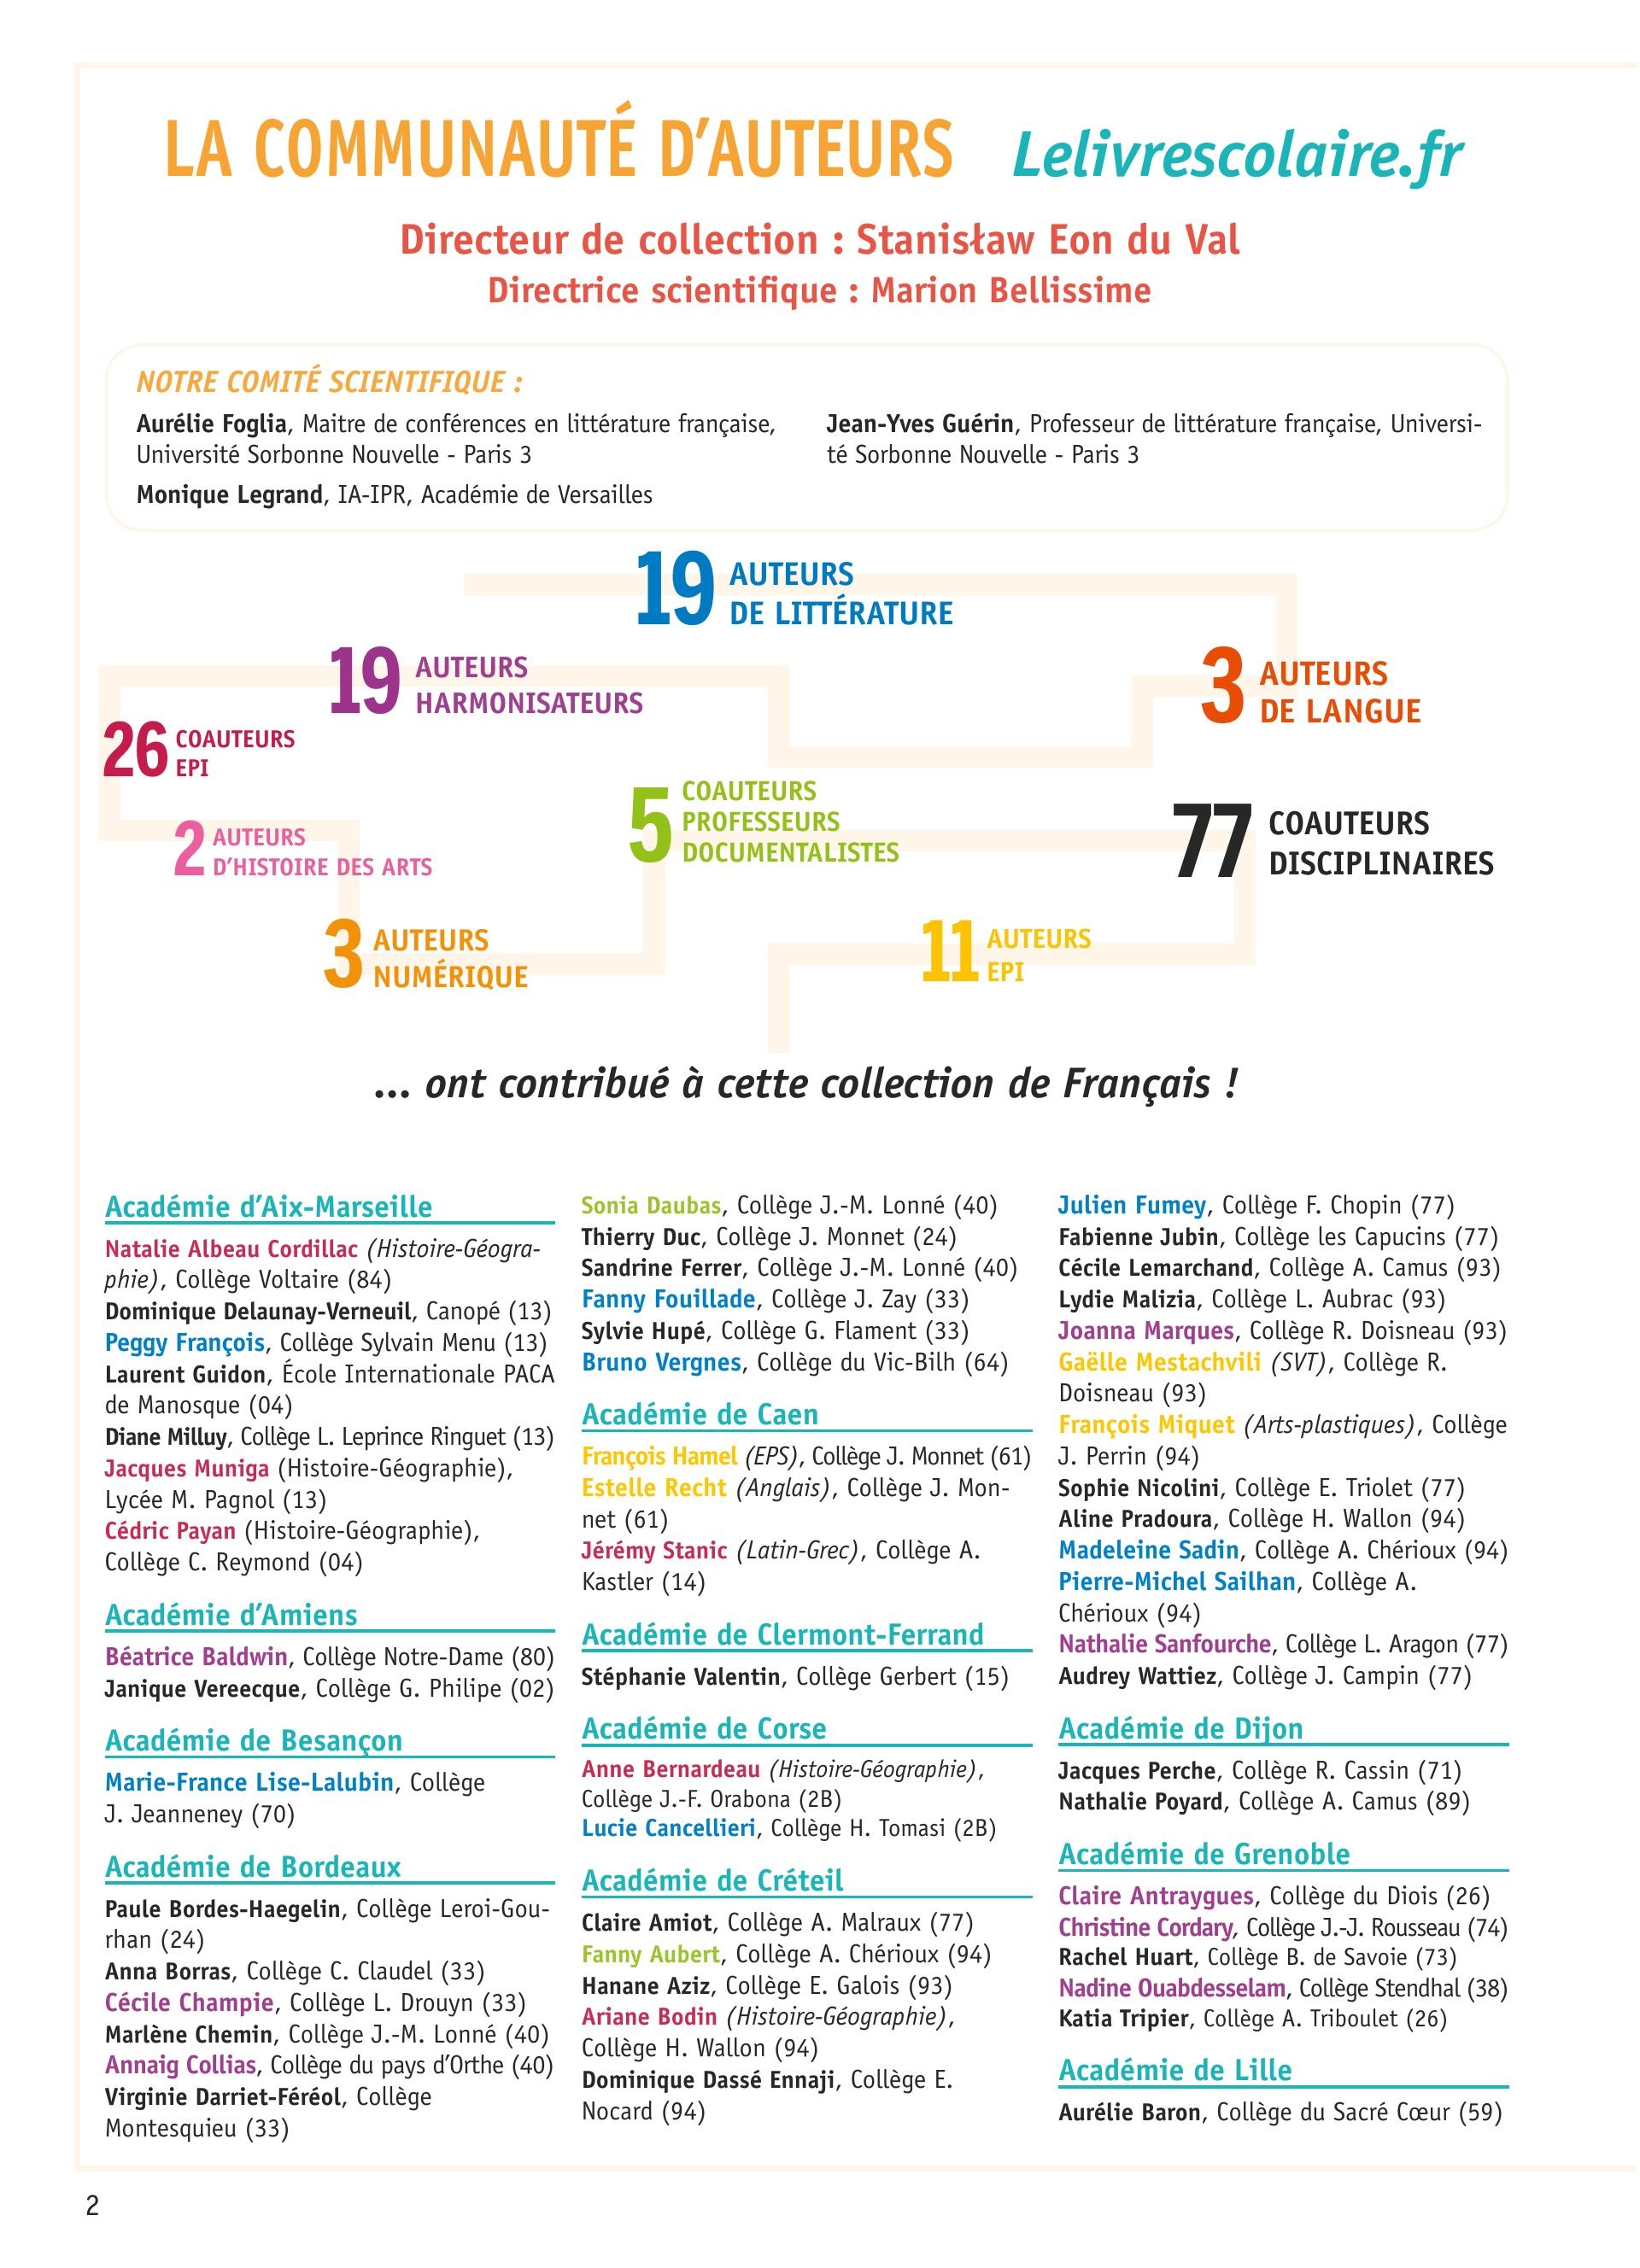 LA COMMUNAUTÉ D'AUTEURS Lelivrescolaire.fr
Directeur de collection : Stanisław Eon du Val
Directrice scientifique : Marion Bellissime
NOTRE COMITÉ SCIENTIFIQUE :
Aurélie Foglia, Maitre de conférences en littérature française,
Université Sorbonne Nouvelle - Paris 3
Monique Legrand, IA-IPR, Académie de Versailles
Jean-Yves Guérin, Professeur de littérature française, Universi-
té Sorbonne Nouvelle - Paris 3
19 AUTEURS
DE LITTÉRATURE
19 AUTEURS
HARMONISATEURS
3 AUTEURS
DE LANGUE
26 COAUTEURS
EPI
5 COAUTEURS
PROFESSEURS
DOCUMENTALISTES
77 COAUTEURS
DISCIPLINAIRES
2 AUTEURS
D'HISTOIRE DES ARTS
3 AUTEURS
NUMÉRIQUE
11 AUTEURS
EPI
... ont contribué à cette collection de Français !
Académie d'Aix-Marseille
Natalie Albeau Cordillac (Histoire-Géogra-
phie), Collège Voltaire (84)
Dominique Delaunay-Verneuil, Canopé (13)
Peggy François, Collège Sylvain Menu (13)
Laurent Guidon, École Internationale PACA
de Manosque (04)
Diane Milluy, Collège L. Leprince Ringuet (13)
Jacques Muniga (Histoire-Géographie),
Lycée M. Pagnol (13)
Cédric Payan (Histoire-Géographie),
Collège C. Reymond (04)
Académie d'Amiens
Béatrice Baldwin, Collège Notre-Dame (80)
Janique Vereecque, Collège G. Philipe (02)
Académie de Besançon
Marie-France Lise-Lalubin, Collège
J. Jeanneney (70)
Académie de Bordeaux
Paule Bordes-Haegelin, Collège Leroi-Gou-
rhan (24)
Anna Borras, Collège C. Claudel (33)
Cécile Champie, Collège L. Drouyn (33)
Marlène Chemin, Collège J.-M. Lonné (40)
Annaig Collias, Collège du pays d'Orthe (40)
Virginie Darriet-Féréol, Collège
Montesquieu (33)
Sonia Daubas, Collège J.-M. Lonné (40)
Thierry Duc, Collège J. Monnet (24)
Sandrine Ferrer, Collège J.-M. Lonné (40)
Fanny Fouillade, Collège J. Zay (33)
Sylvie Hupé, Collège G. Flament (33)
Bruno Vergnes, Collège du Vic-Bilh (64)
Académie de Caen
François Hamel (EPS), Collège J. Monnet (61)
Estelle Recht (Anglais), Collège J. Mon-
net (61)
Jérémy Stanic (Latin-Grec), Collège A.
Kastler (14)
Académie de Clermont-Ferrand
Stéphanie Valentin, Collège Gerbert (15)
Académie de Corse
Anne Bernardeau (Histoire-Géographie),
Collège J.-F. Orabona (2B)
Lucie Cancellieri, Collège H. Tomasi (2B)
Académie de Créteil
Claire Amiot, Collège A. Malraux (77)
Fanny Aubert, Collège A. Chérioux (94)
Hanane Aziz, Collège E. Galois (93)
Ariane Bodin (Histoire-Géographie),
Collège H. Wallon (94)
Dominique Dassé Ennaji, Collège E.
Nocard (94)
Julien Fumey, Collège F. Chopin (77)
Fabienne Jubin, Collège les Capucins (77)
Cécile Lemarchand, Collège A. Camus (93)
Lydie Malizia, Collège L. Aubrac (93)
Joanna Marques, Collège R. Doisneau (93)
Gaëlle Mestachvili (SVT), Collège R.
Doisneau (93)
François Miquet (Arts-plastiques), Collège
J. Perrin (94)
Sophie Nicolini, Collège E. Triolet (77)
Aline Pradoura, Collège H. Wallon (94)
Madeleine Sadin, Collège A. Chérioux (94)
Pierre-Michel Sailhan, Collège A.
Chérioux (94)
Nathalie Sanfourche, Collège L. Aragon (77)
Audrey Wattiez, Collège J. Campin (77)
Académie de Dijon
Jacques Perche, Collège R. Cassin (71)
Nathalie Poyard, Collège A. Camus (89)
Académie de Grenoble
Claire Antraygues, Collège du Diois (26)
Christine Cordary, Collège J.-J. Rousseau (74)
Rachel Huart, Collège B. de Savoie (73)
Nadine Ouabdesselam, Collège Stendhal (38)
Katia Tripier, Collège A. Triboulet (26)
Académie de Lille
Aurélie Baron, Collège du Sacré Cœur (59)
2